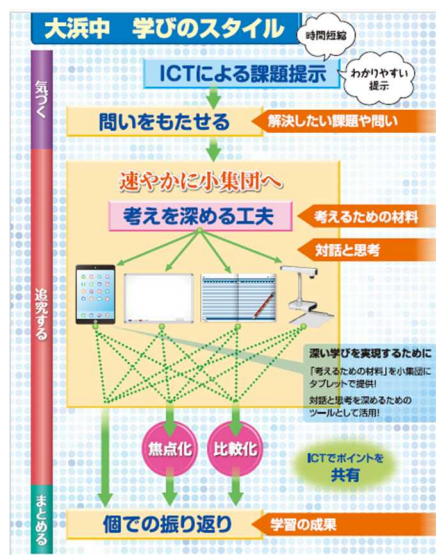 大浜中 学びのスタイル
時間短縮
ICTによる課題提示
わかりやすい
提示
気づく
問いをもたせる
解決したい課題や問い
速やかに小集団へ
考えを深める工夫
考えるための材料
対話と思考
追究する
深い学びを実現するために
「考えるための材料」を小集団に
タブレットで提供!
対話と思考を深めるための
ツールとして活用!
焦点化
比較化
ICTでポイントを
共有
まとめる
個での振り返り
学習の成果